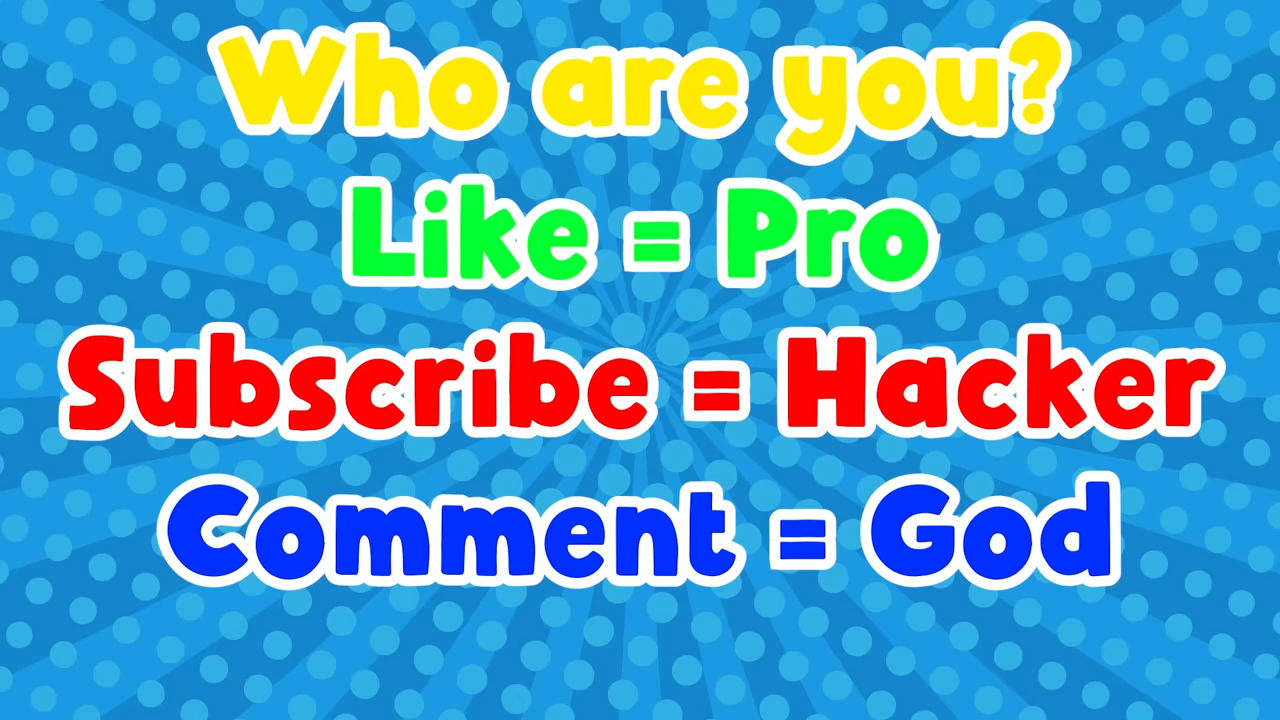 Who are you?
Like = Pro
Subscribe = Hacker
Comment = God